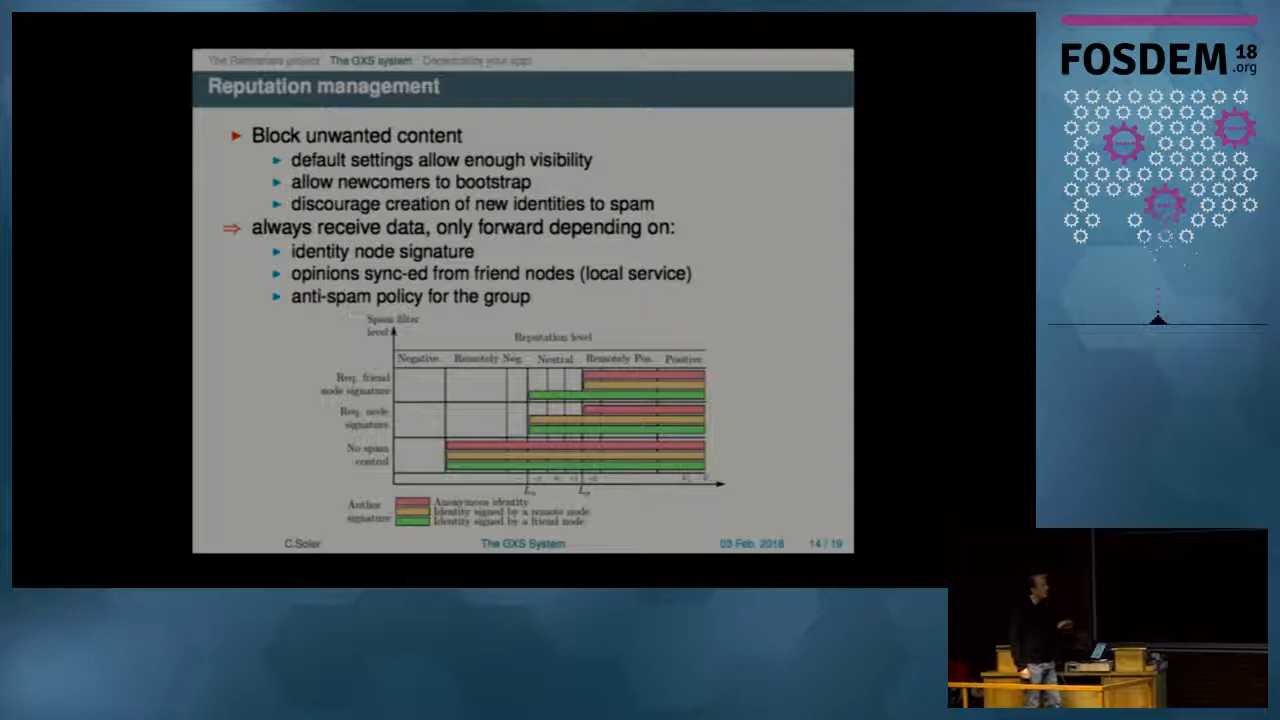 The Retroshare project The GXS system Decentralize your app!
Reputation management
Block unwanted content
default settings allow enough visibility
allow newcomers to bootstrap
discourage creation of new identities to spam
⇒ always receive data, only forward depending on:
identity node signature
opinions sync-ed from friend nodes (local service)
anti-spam policy for the group
Spam filter
level
Reputation level
Negative Remotely Neg. Neutral Remotely Pos. Positive
Req. friend
node signature
Req. node
signature
No spam
control
Author
signature
Anonymous identity
Identity signed by a remote node
Identity signed by a friend node
C.Soler The GXS System 03 Feb. 2018 14 / 19
FOSDEM 18
.org